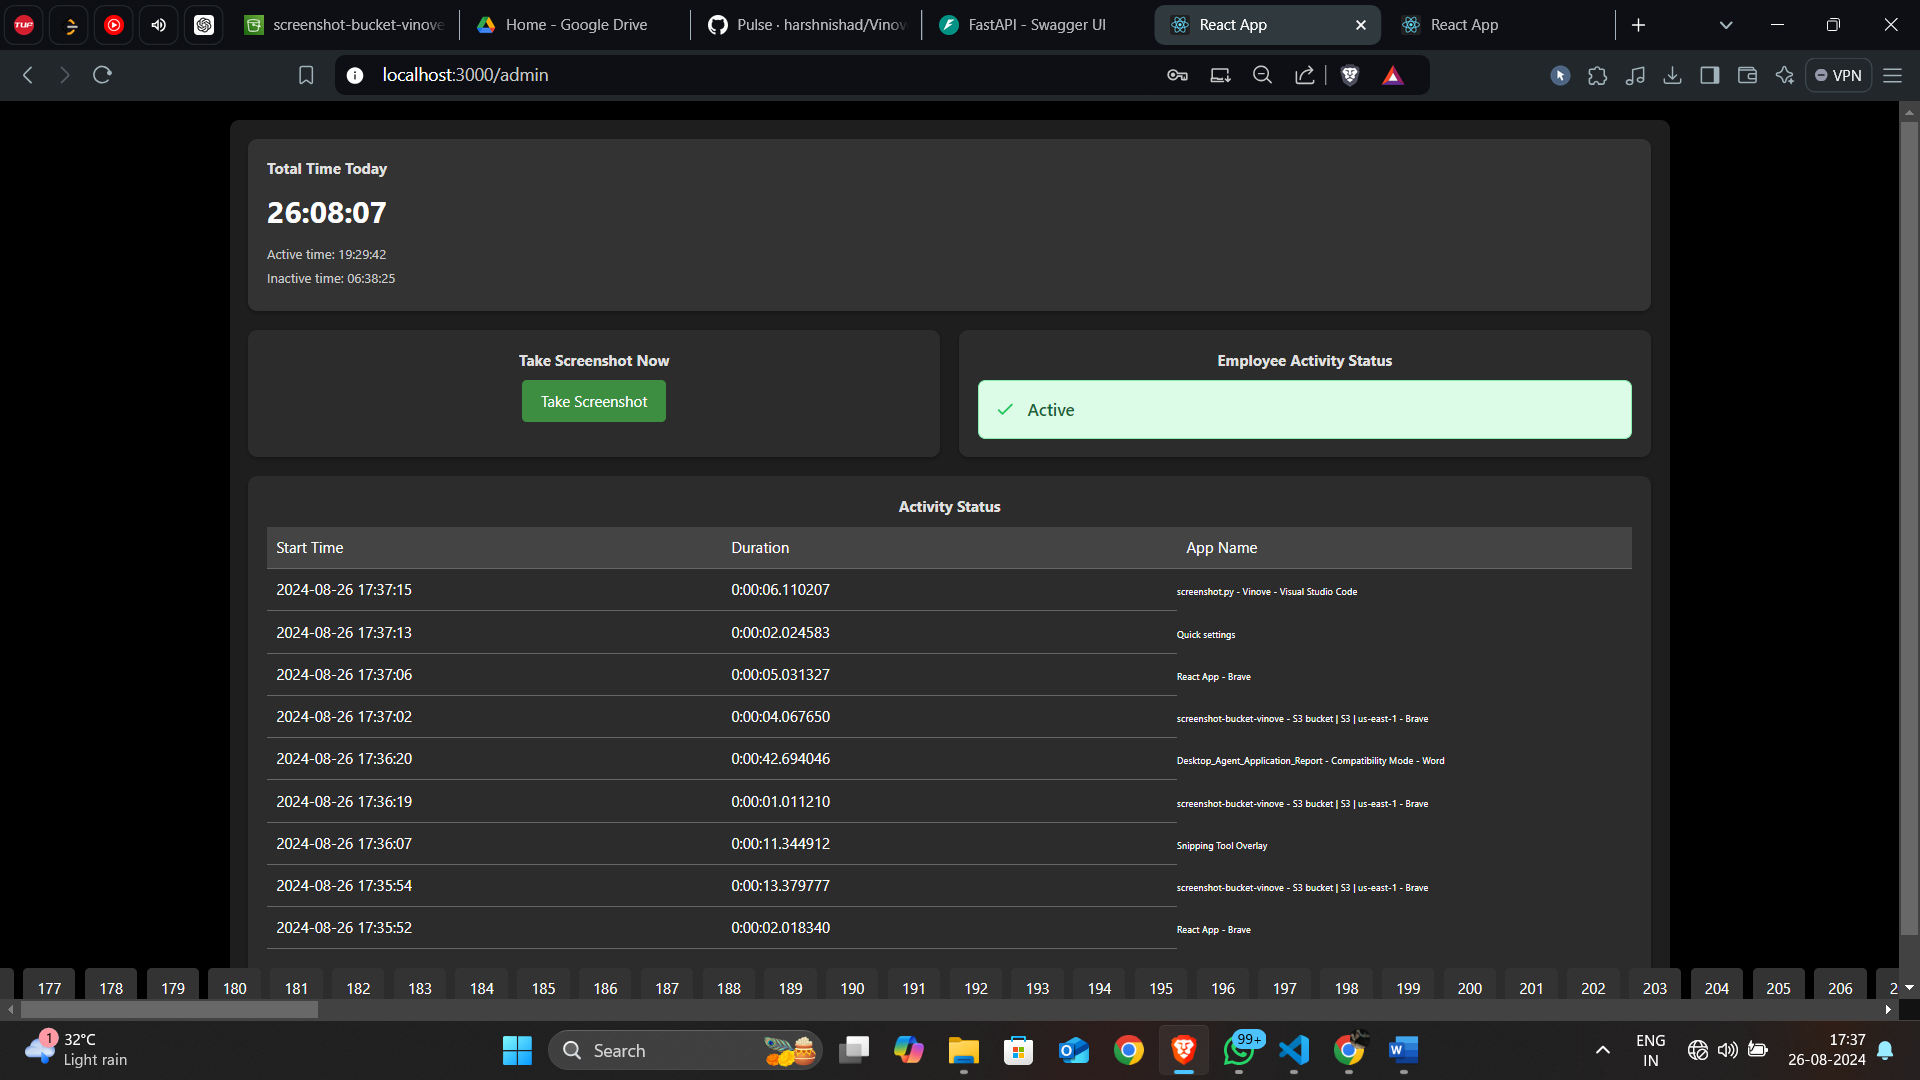 TUF
screenshot-bucket-vinove
Home - Google Drive
Pulse · harshnishad/Vinov
FastAPI - Swagger UI
React App
React App
localhost:3000/admin
VPN
Total Time Today
26:08:07
Active time: 19:29:42
Inactive time: 06:38:25
Take Screenshot Now
Take Screenshot
Employee Activity Status
Active
Activity Status
Start Time Duration App Name
2024-08-26 17:37:15 0:00:06.110207 screenshot.py - Vinove - Visual Studio Code
2024-08-26 17:37:13 0:00:02.024583 Quick settings
2024-08-26 17:37:06 0:00:05.031327 React App - Brave
2024-08-26 17:37:02 0:00:04.067650 screenshot-bucket-vinove - S3 bucket | S3 | us-east-1 - Brave
2024-08-26 17:36:20 0:00:42.694046 Desktop_Agent_Application_Report - Compatibility Mode - Word
2024-08-26 17:36:19 0:00:01.011210 screenshot-bucket-vinove - S3 bucket | S3 | us-east-1 - Brave
2024-08-26 17:36:07 0:00:11.344912 Snipping Tool Overlay
2024-08-26 17:35:54 0:00:13.379777 screenshot-bucket-vinove - S3 bucket | S3 | us-east-1 - Brave
2024-08-26 17:35:52 0:00:02.018340 React App - Brave
177 178 179 180 181 182 183 184 185 186 187 188 189 190 191 192 193 194 195 196 197 198 199 200 201 202 203 204 205 206 2
1
32°C
Light rain
Search
99+
ENG
IN
17:37
26-08-2024